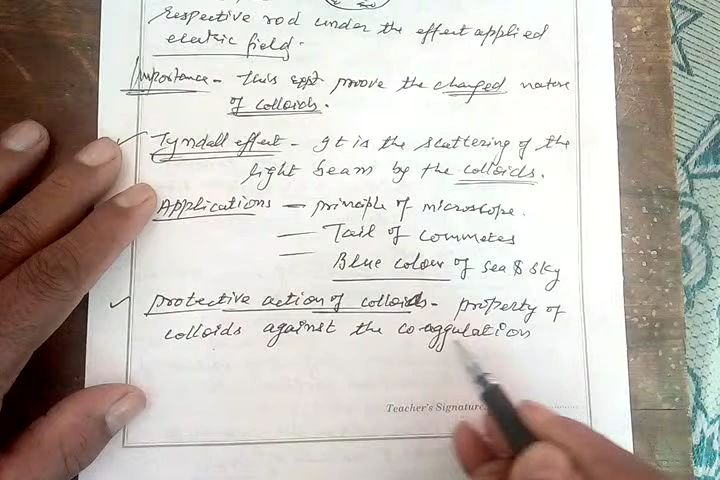 respective rod under the effect applied
electric field.
Importance - This expt prove the charged nature
of colloids.
Tyndall effect - It is the scattering of the
light beam by the colloids.
Applications - principle of microscope.
- Tail of commetes
- Blue colour of sea & sky
protective action of colloids - property of
colloids against the co-aggulation
Teacher's Signature